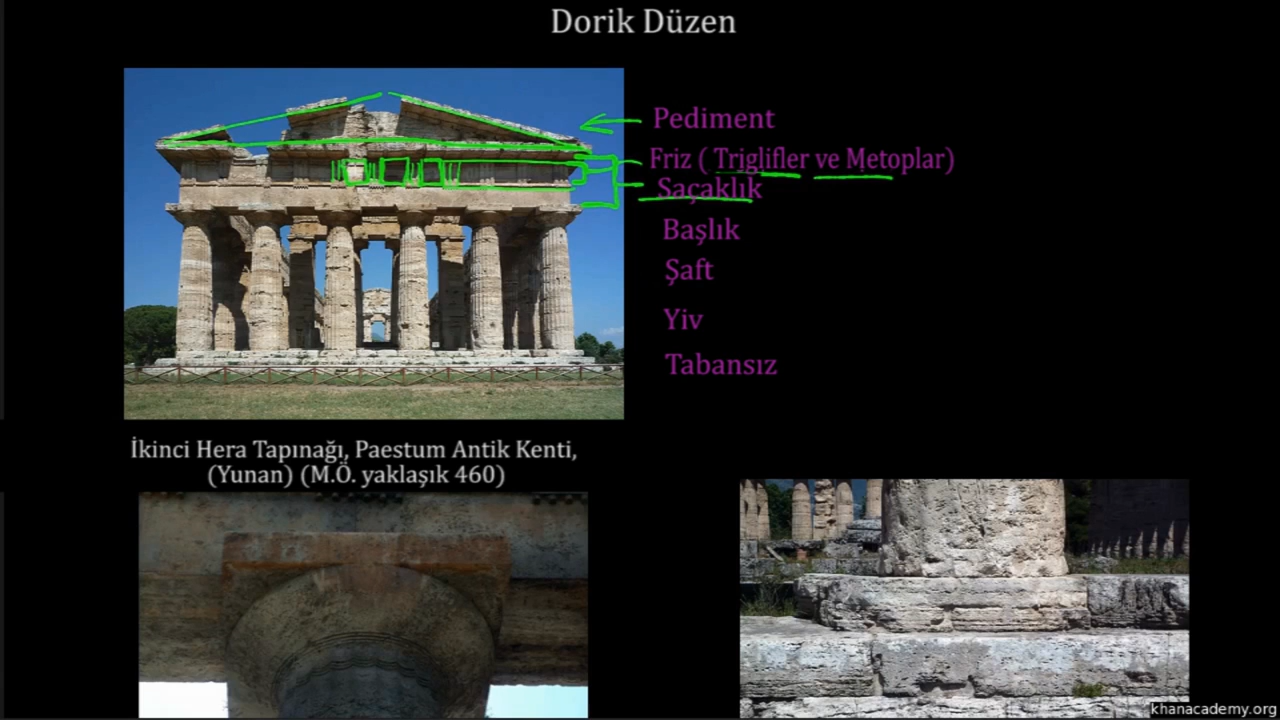 Dorik Düzen
Pediment
Friz ( Triglifler ve Metoplar)
Saçaklık
Başlık
Şaft
Yiv
Tabansız
İkinci Hera Tapınağı, Paestum Antik Kenti,
(Yunan) (M.Ö. yaklaşık 460)
khanacademy.org